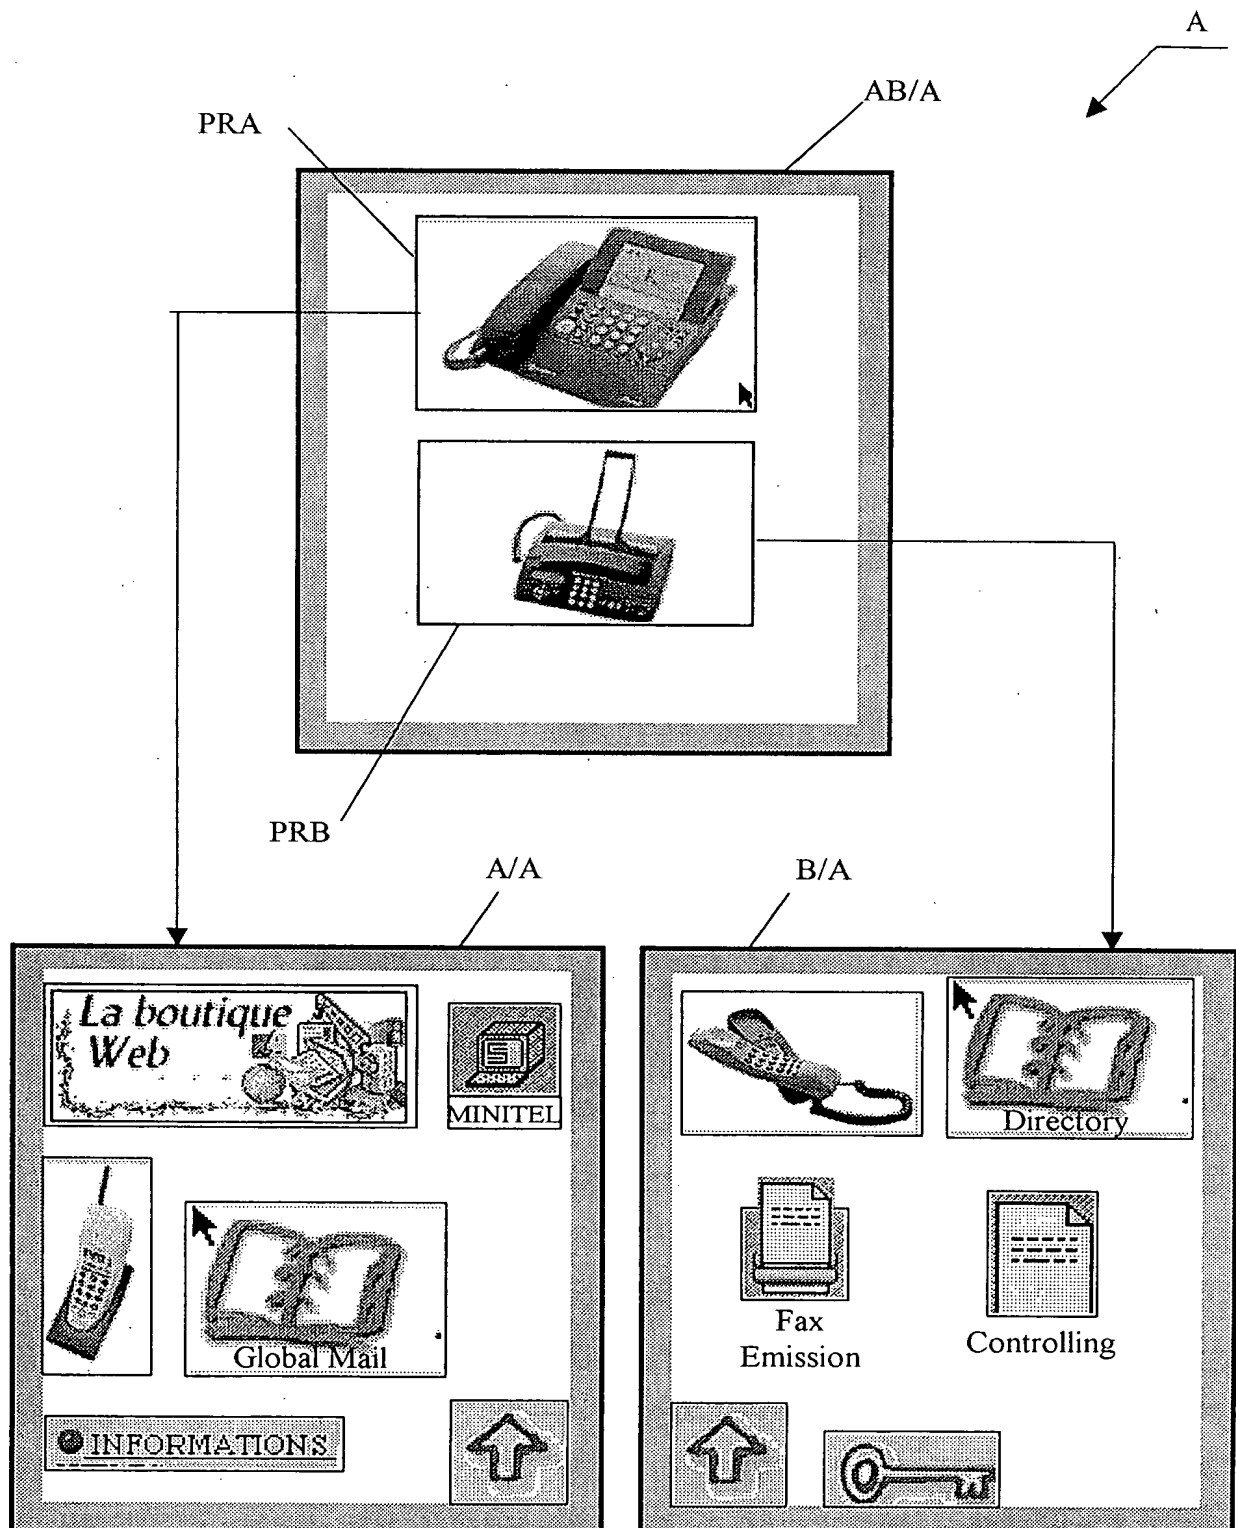 A
AB/A
PRA
PRB
A/A
B/A
La boutique
Web
MINITEL
Directory
Global Mail
Fax
Emission
Controlling
INFORMATIONS